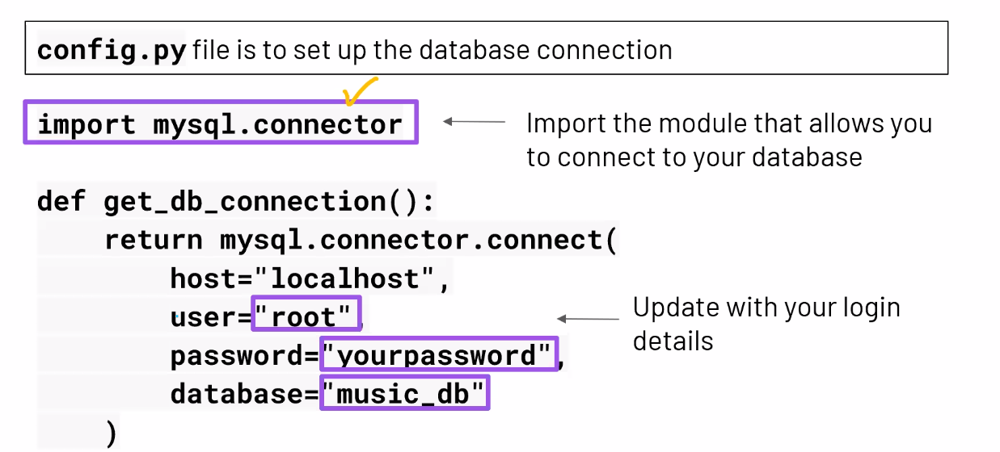 config.py file is to set up the database connection
import mysql.connector
Import the module that allows you
to connect to your database
def get_db_connection():
    return mysql.connector.connect(
        host="localhost",
        user="root",
        password="yourpassword",
        database="music_db"
    )
Update with your login
details